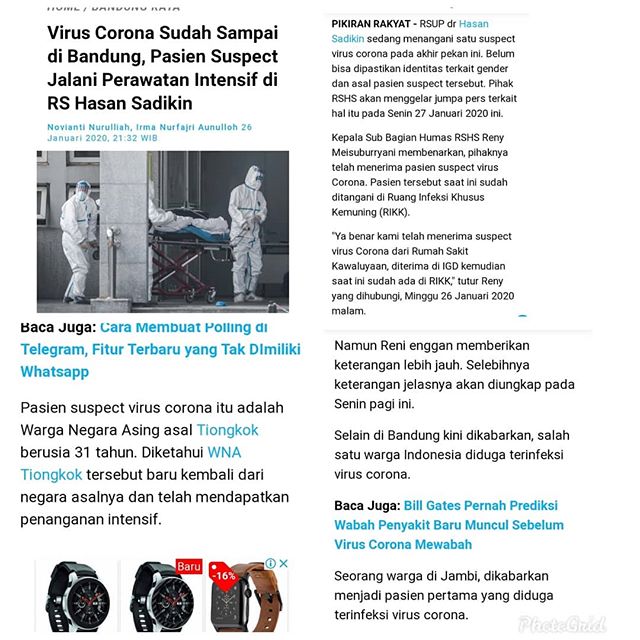 HOME / BANDUNG RAYA
Virus Corona Sudah Sampai
di Bandung, Pasien Suspect
Jalani Perawatan Intensif di
RS Hasan Sadikin
Novianti Nurulliah, Irma Nurfajri Aunulloh 26
Januari 2020, 21:32 WIB
Baca Juga: Cara Membuat Polling di
Telegram, Fitur Terbaru yang Tak DImiliki
Whatsapp
Pasien suspect virus corona itu adalah
Warga Negara Asing asal Tiongkok
berusia 31 tahun. Diketahui WNA
Tiongkok tersebut baru kembali dari
negara asalnya dan telah mendapatkan
penanganan intensif.
Baru
-16%
PIKIRAN RAKYAT - RSUP dr Hasan
Sadikin sedang menangani satu suspect
virus corona pada akhir pekan ini. Belum
bisa dipastikan identitas terkait gender
dan asal pasien suspect tersebut. Pihak
RSHS akan menggelar jumpa pers terkait
hal itu pada Senin 27 Januari 2020 ini.
Kepala Sub Bagian Humas RSHS Reny
Meisuburryani membenarkan, pihaknya
telah menerima pasien suspect virus
Corona. Pasien tersebut saat ini sudah
ditangani di Ruang Infeksi Khusus
Kemuning (RIKK).
"Ya benar kami telah menerima suspect
virus Corona dari Rumah Sakit
Kawaluyaan, diterima di IGD kemudian
saat ini sudah ada di RIKK," tutur Reny
yang dihubungi, Minggu 26 Januari 2020
malam.
Namun Reni enggan memberikan
keterangan lebih jauh. Selebihnya
keterangan jelasnya akan diungkap pada
Senin pagi ini.
Selain di Bandung kini dikabarkan, salah
satu warga Indonesia diduga terinfeksi
virus corona.
Baca Juga: Bill Gates Pernah Prediksi
Wabah Penyakit Baru Muncul Sebelum
Virus Corona Mewabah
Seorang warga di Jambi, dikabarkan
menjadi pasien pertama yang diduga
terinfeksi virus corona.
PhotoGrid